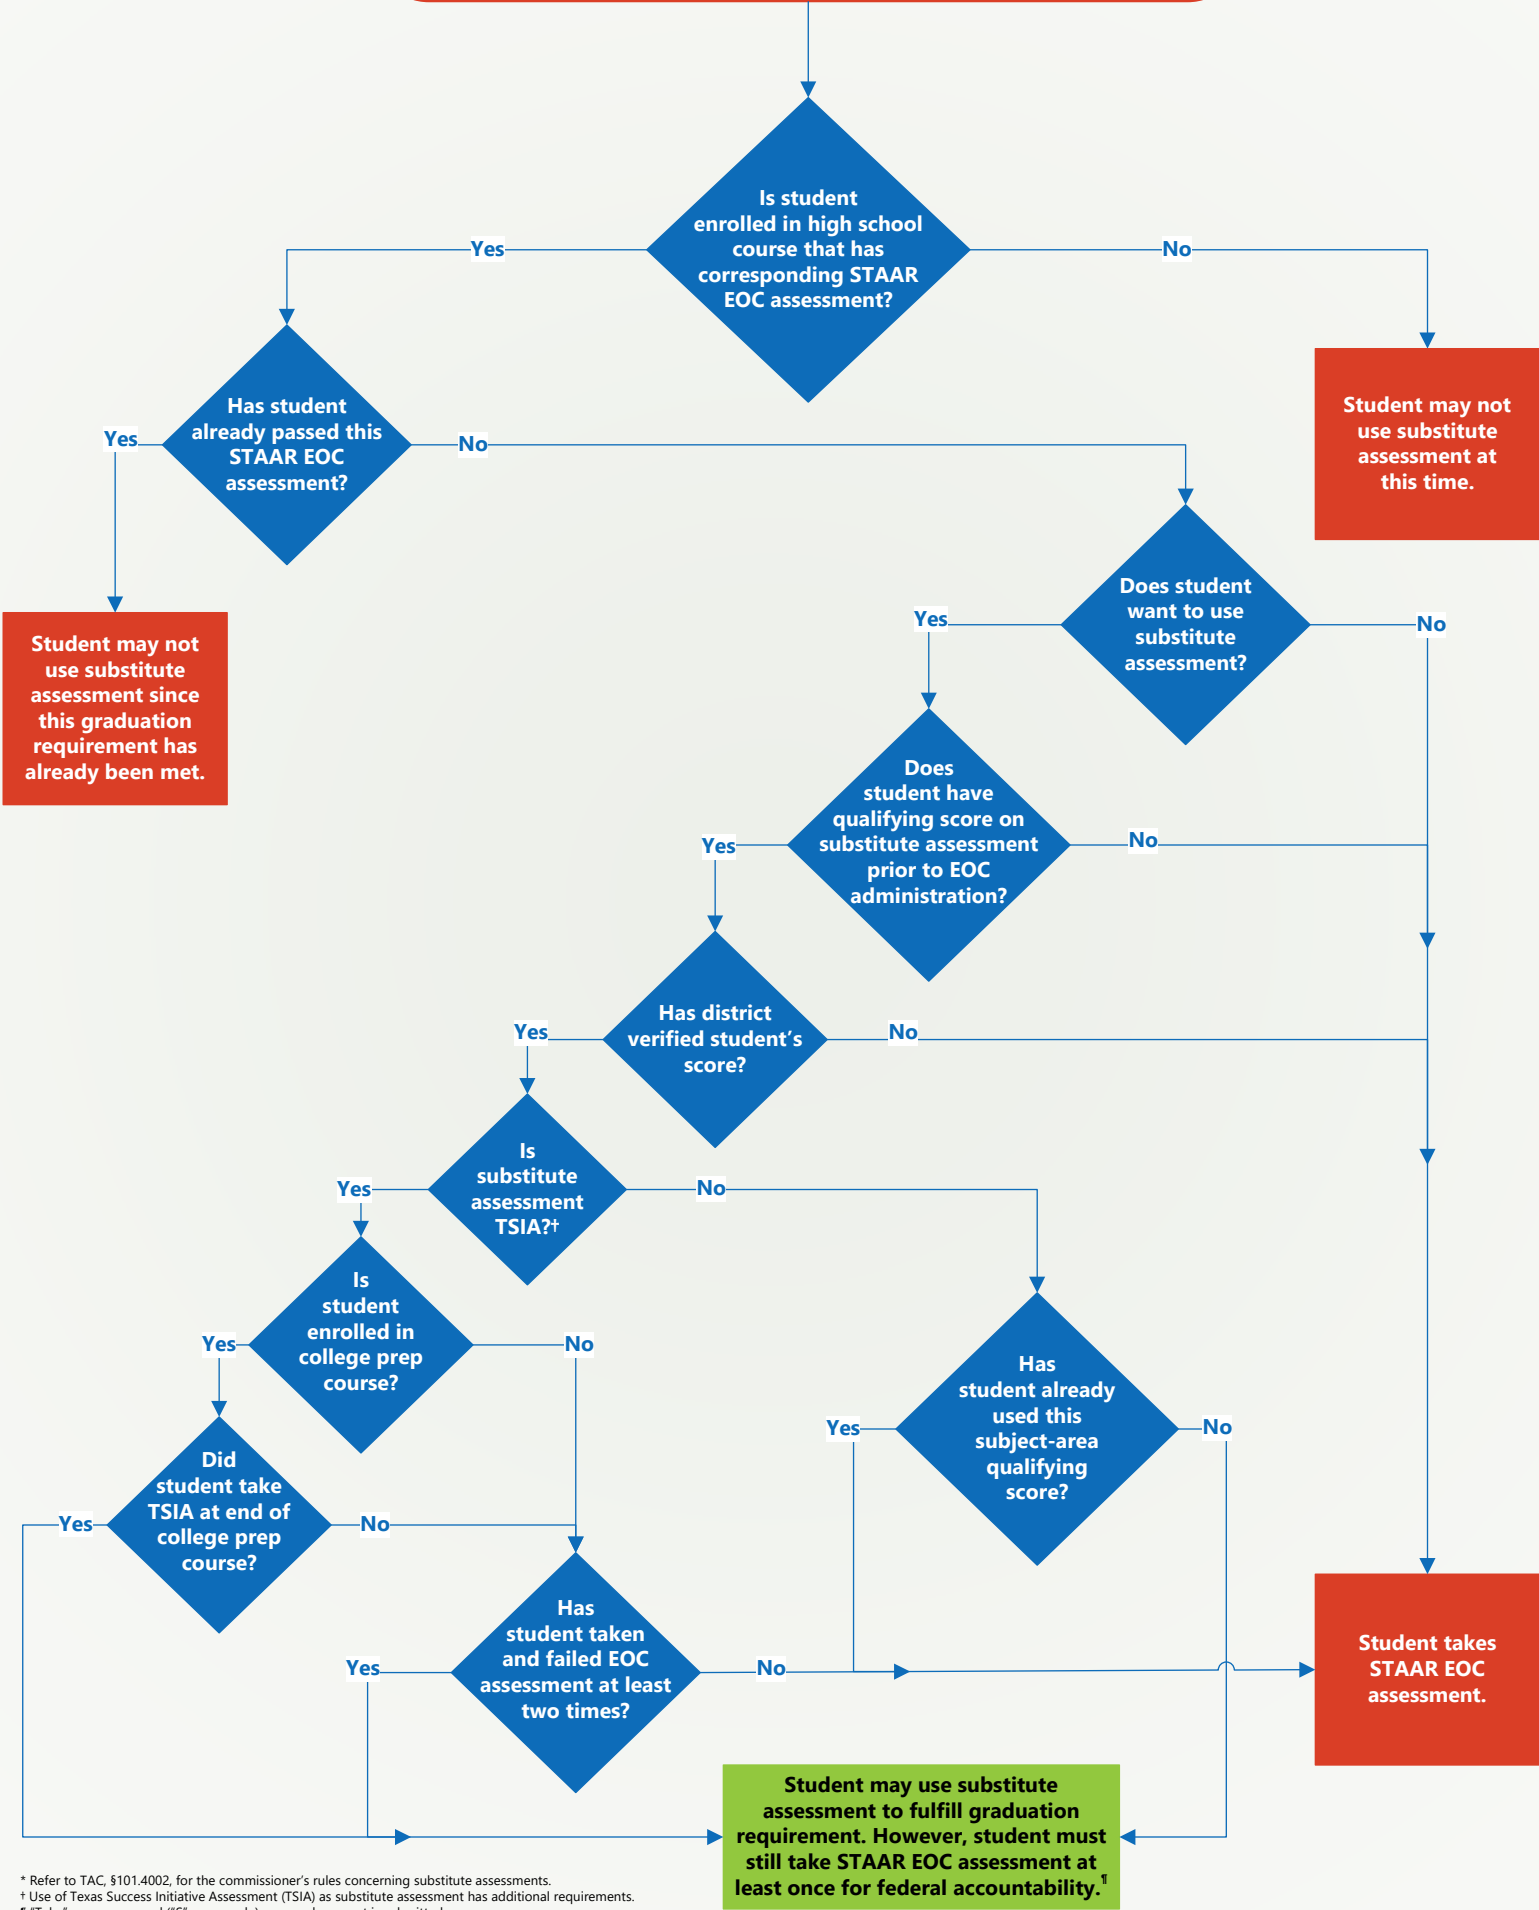 Is student
enrolled in high school
course that has
corresponding STAAR
EOC assessment?
Yes
No
Has student
already passed this
STAAR EOC
assessment?
Yes
No
Student may not
use substitute
assessment at
this time.
Student may not
use substitute
assessment since
this graduation
requirement has
already been met.
Does student
want to use
substitute
assessment?
Yes
No
Does
student have
qualifying score on
substitute assessment
prior to EOC
administration?
Yes
No
Has district
verified student’s
score?
Yes
No
Is
substitute
assessment
TSIA?†
Yes
No
Is
student
enrolled in
college prep
course?
Yes
No
Has
student already
used this
subject-area
qualifying
score?
Yes
No
Did
student take
TSIA at end of
college prep
course?
Yes
No
Has
student taken
and failed EOC
assessment at least
two times?
Yes
No
Student takes
STAAR EOC
assessment.
Student may use substitute
assessment to fulfill graduation
requirement. However, student must
still take STAAR EOC assessment at
least once for federal accountability.¶
* Refer to TAC, §101.4002, for the commissioner’s rules concerning substitute assessments.
† Use of Texas Success Initiative Assessment (TSIA) as substitute assessment has additional requirements.